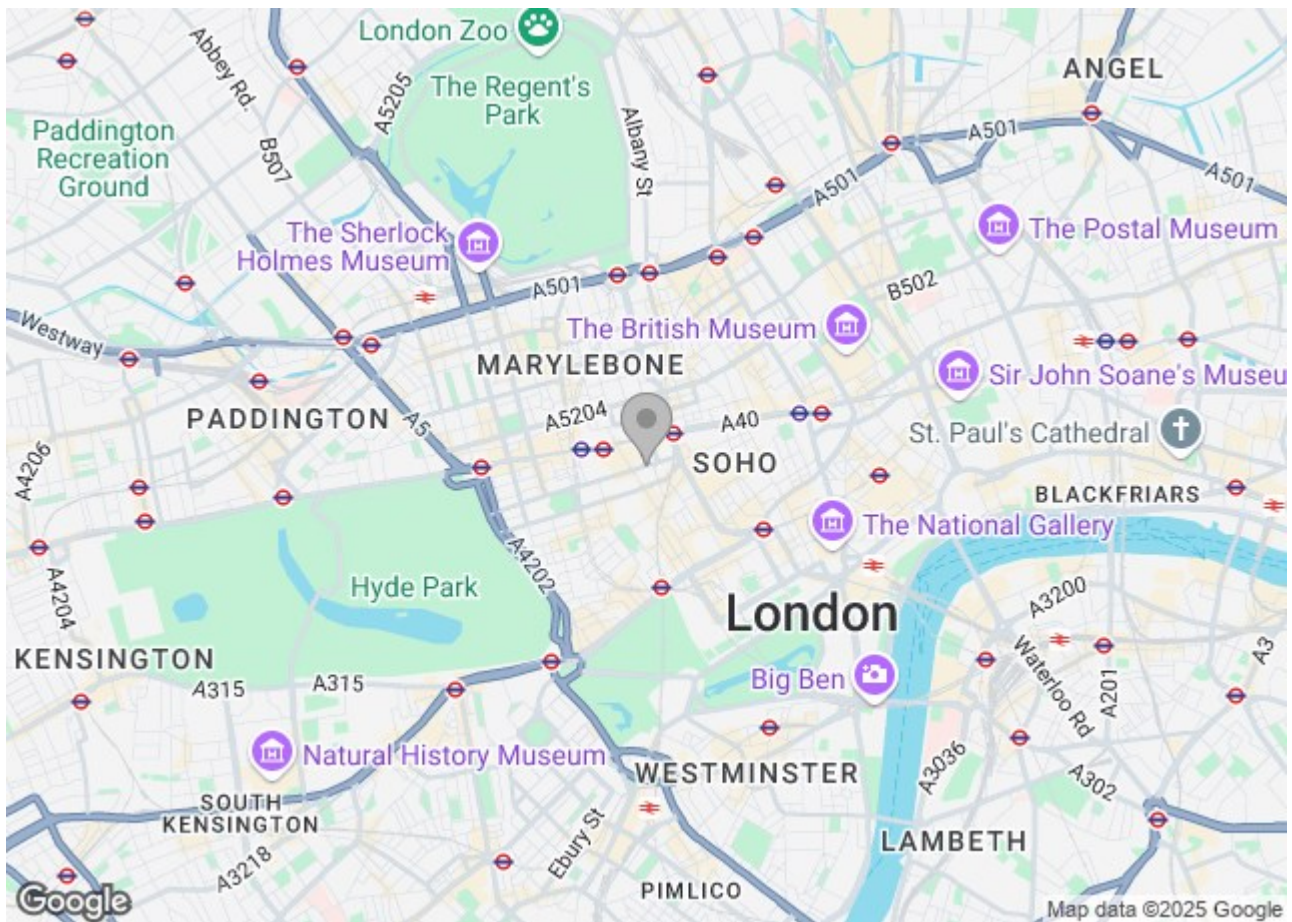 London Zoo
Abbey Rd.
A5205
The Regent's
Park
Albany St
ANGEL
A501
A501
A501
Paddington
Recreation
Ground
B507
The Sherlock
Holmes Museum
The Postal Museum
A501
B502
Westway
The British Museum
MARYLEBONE
Sir John Soane's Museu
PADDINGTON
A5
A5204
A40
St. Paul's Cathedral
SOHO
A4206
BLACKFRIARS
The National Gallery
A4202
A4204
Hyde Park
A3200
London
KENSINGTON
A315
A315
Big Ben
Waterloo Rd
A201
A3
Natural History Museum
WESTMINSTER
A3036
A302
SOUTH
KENSINGTON
Ebury St
LAMBETH
A3218
PIMLICO
Google
Map data ©2025 Google